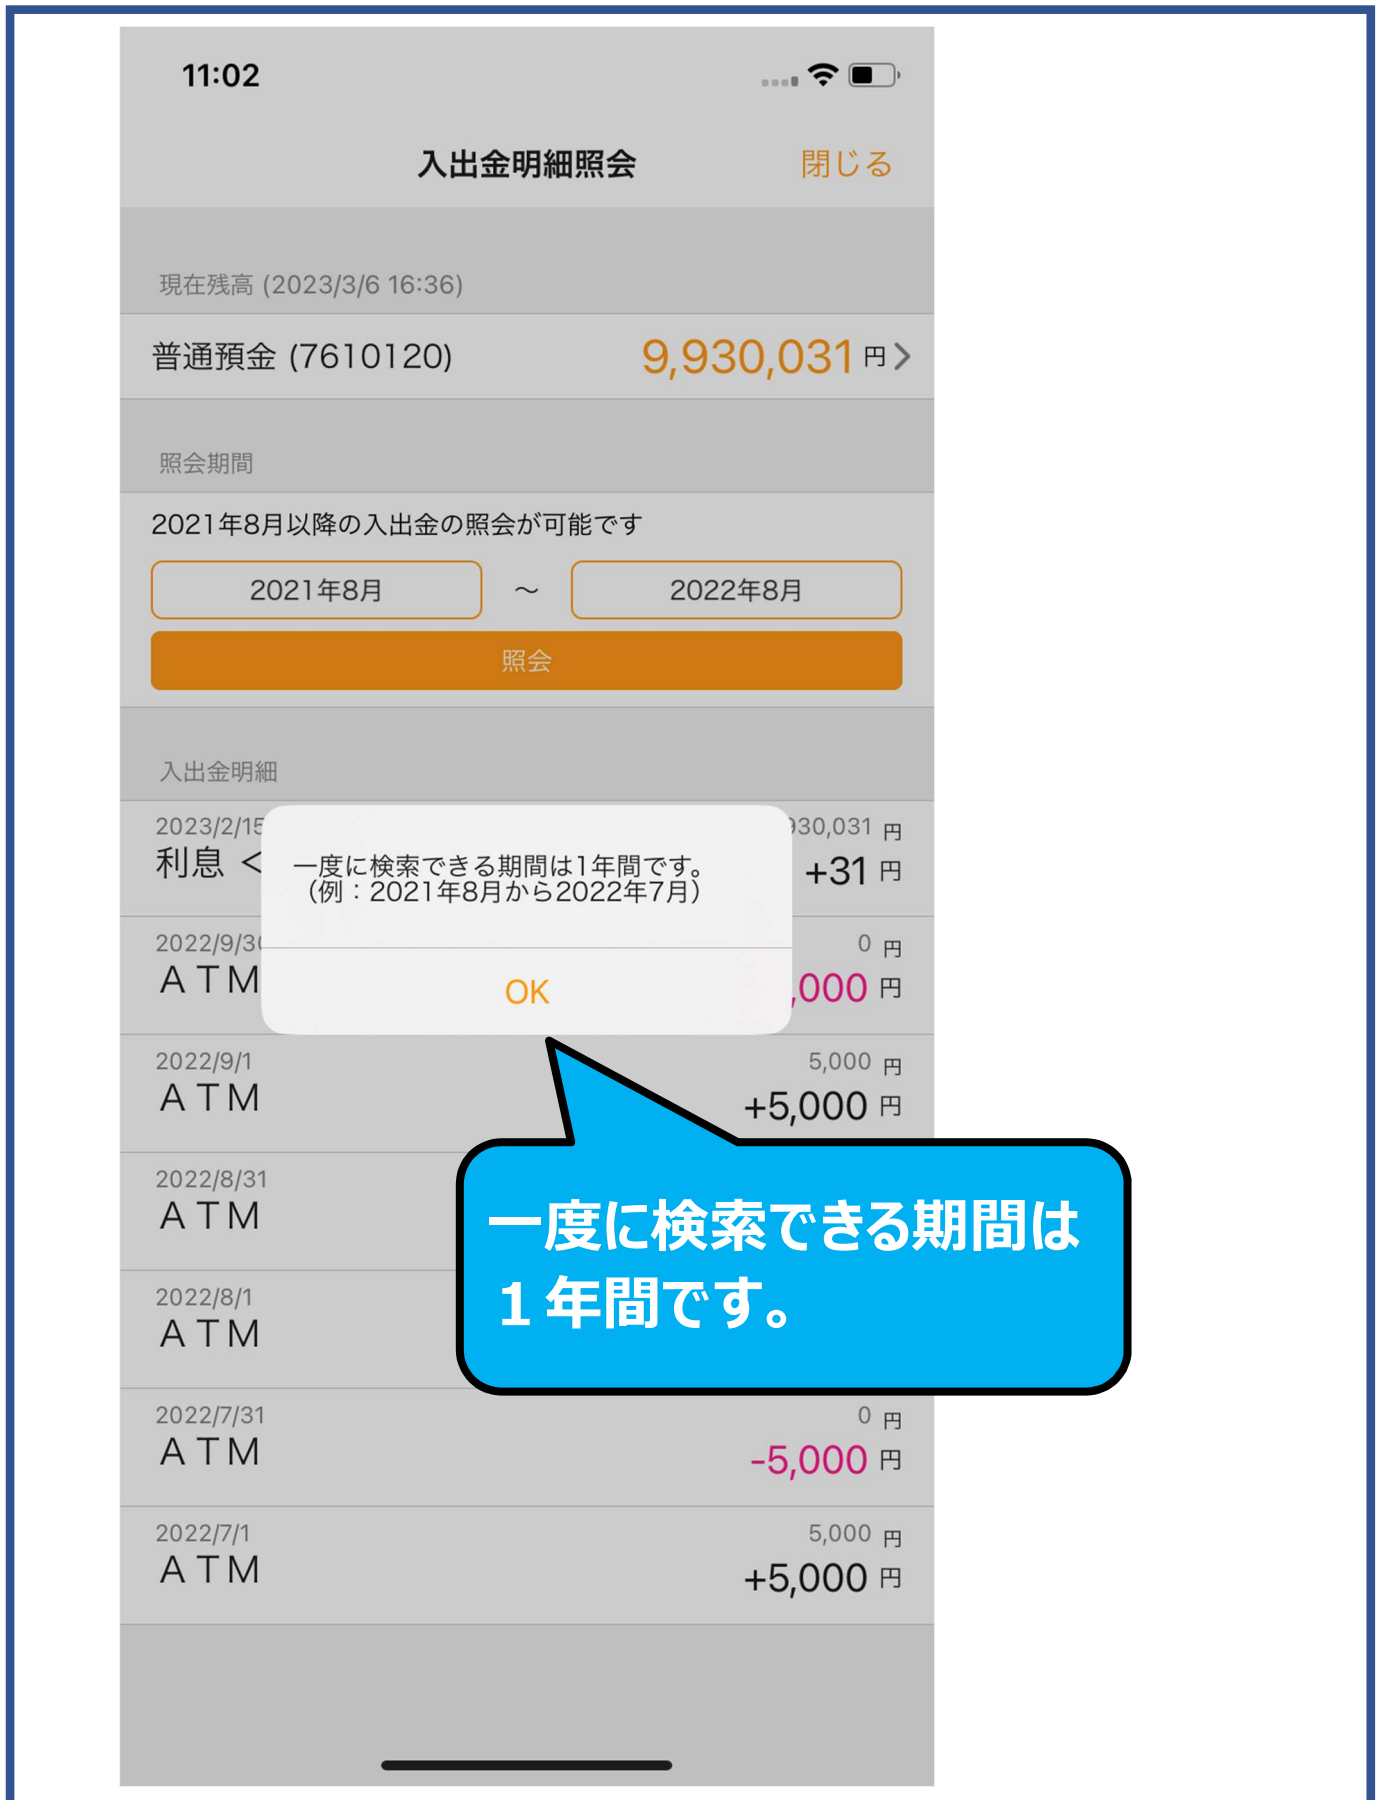 11:02
入出金明細照会
閉じる
現在残高 (2023/3/6 16:36)
普通預金 (7610120)
9,930,031 円
照会期間
2021年8月以降の入出金の照会が可能です
2021年8月 ～ 2022年8月
照会
入出金明細
2023/2/15
930,031 円
利息 <
+31 円
一度に検索できる期間は1年間です。
（例：2021年8月から2022年7月）
OK
2022/9/30
0 円
ＡＴＭ
,000 円
2022/9/1
5,000 円
ＡＴＭ
+5,000 円
2022/8/31
ＡＴＭ
一度に検索できる期間は
１年間です。
2022/8/1
ＡＴＭ
2022/7/31
0 円
ＡＴＭ
-5,000 円
2022/7/1
5,000 円
ＡＴＭ
+5,000 円